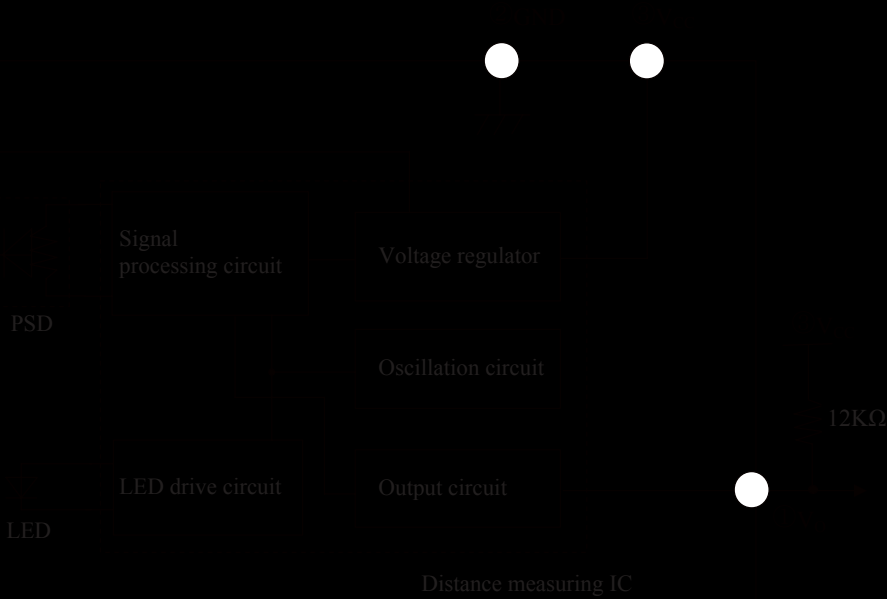 Signal
processing circuit
Voltage regulator
PSD
Oscillation circuit
12KΩ
LED drive circuit
Output circuit
LED
Distance measuring IC